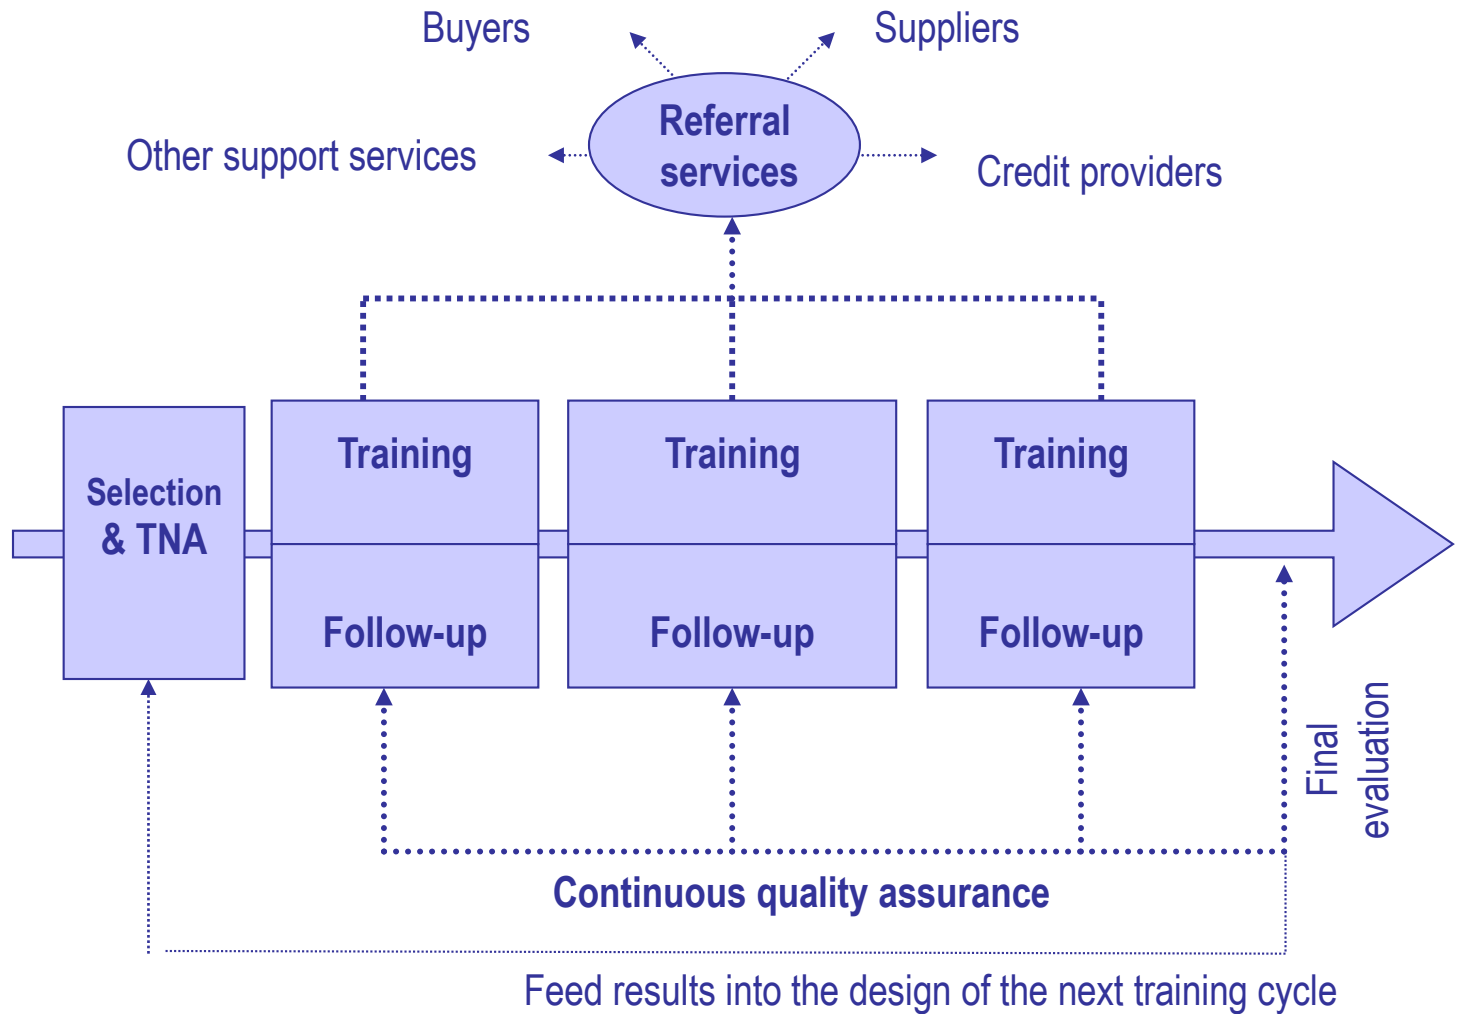 Buyers
Suppliers
Referral
services
Other support services
Credit providers
Selection
& TNA
Training
Follow-up
Training
Follow-up
Training
Follow-up
Final
evaluation
Continuous quality assurance
Feed results into the design of the next training cycle